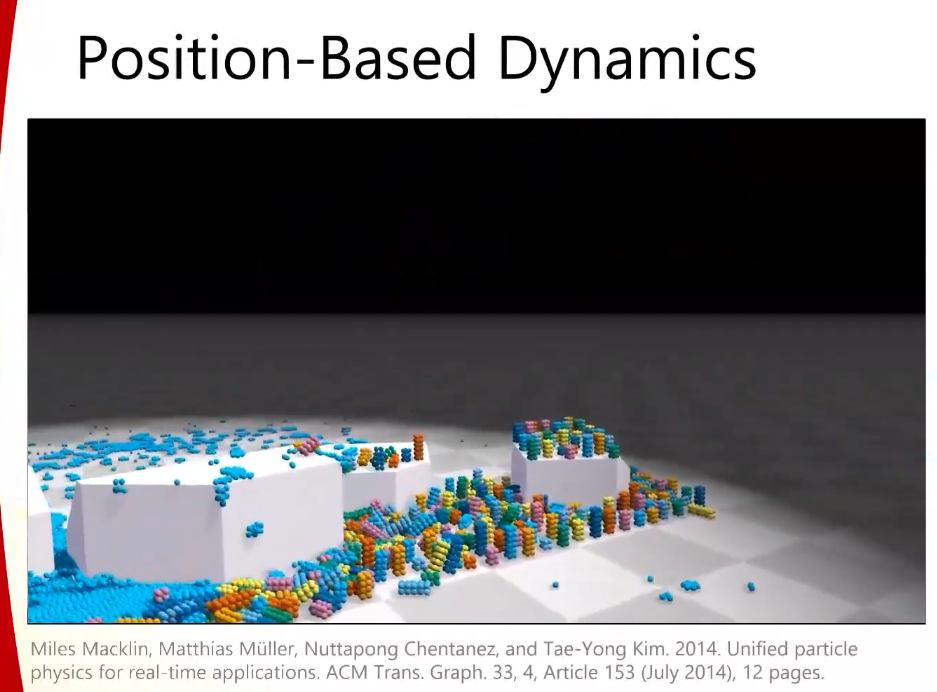 Position-Based Dynamics
Miles Macklin, Matthias Müller, Nuttapong Chentanez, and Tae-Yong Kim. 2014. Unified particle
physics for real-time applications. ACM Trans. Graph. 33, 4, Article 153 (July 2014), 12 pages.